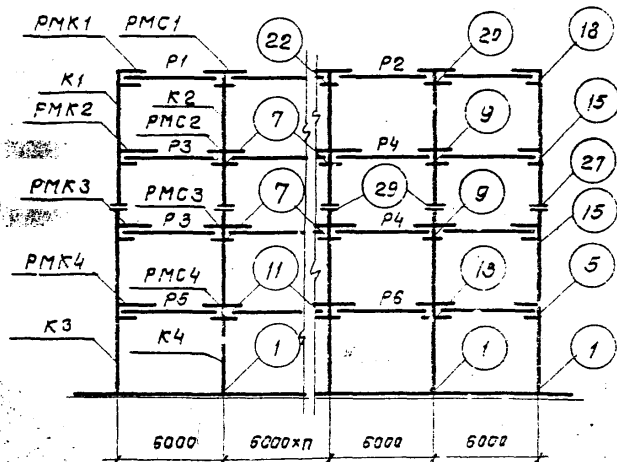 РМК1 РМС1 22 20 18
Р1 Р2
К1 К2
РМК2 РМС2 7 9 15
Р3 Р4
27
РМК3 РМС3 7 29 9 15
Р3 Р4
РМК4 РМС4 11 13 5
Р5 Р6
К3 К4 1 1 1
6000 6000×п 6000 6000